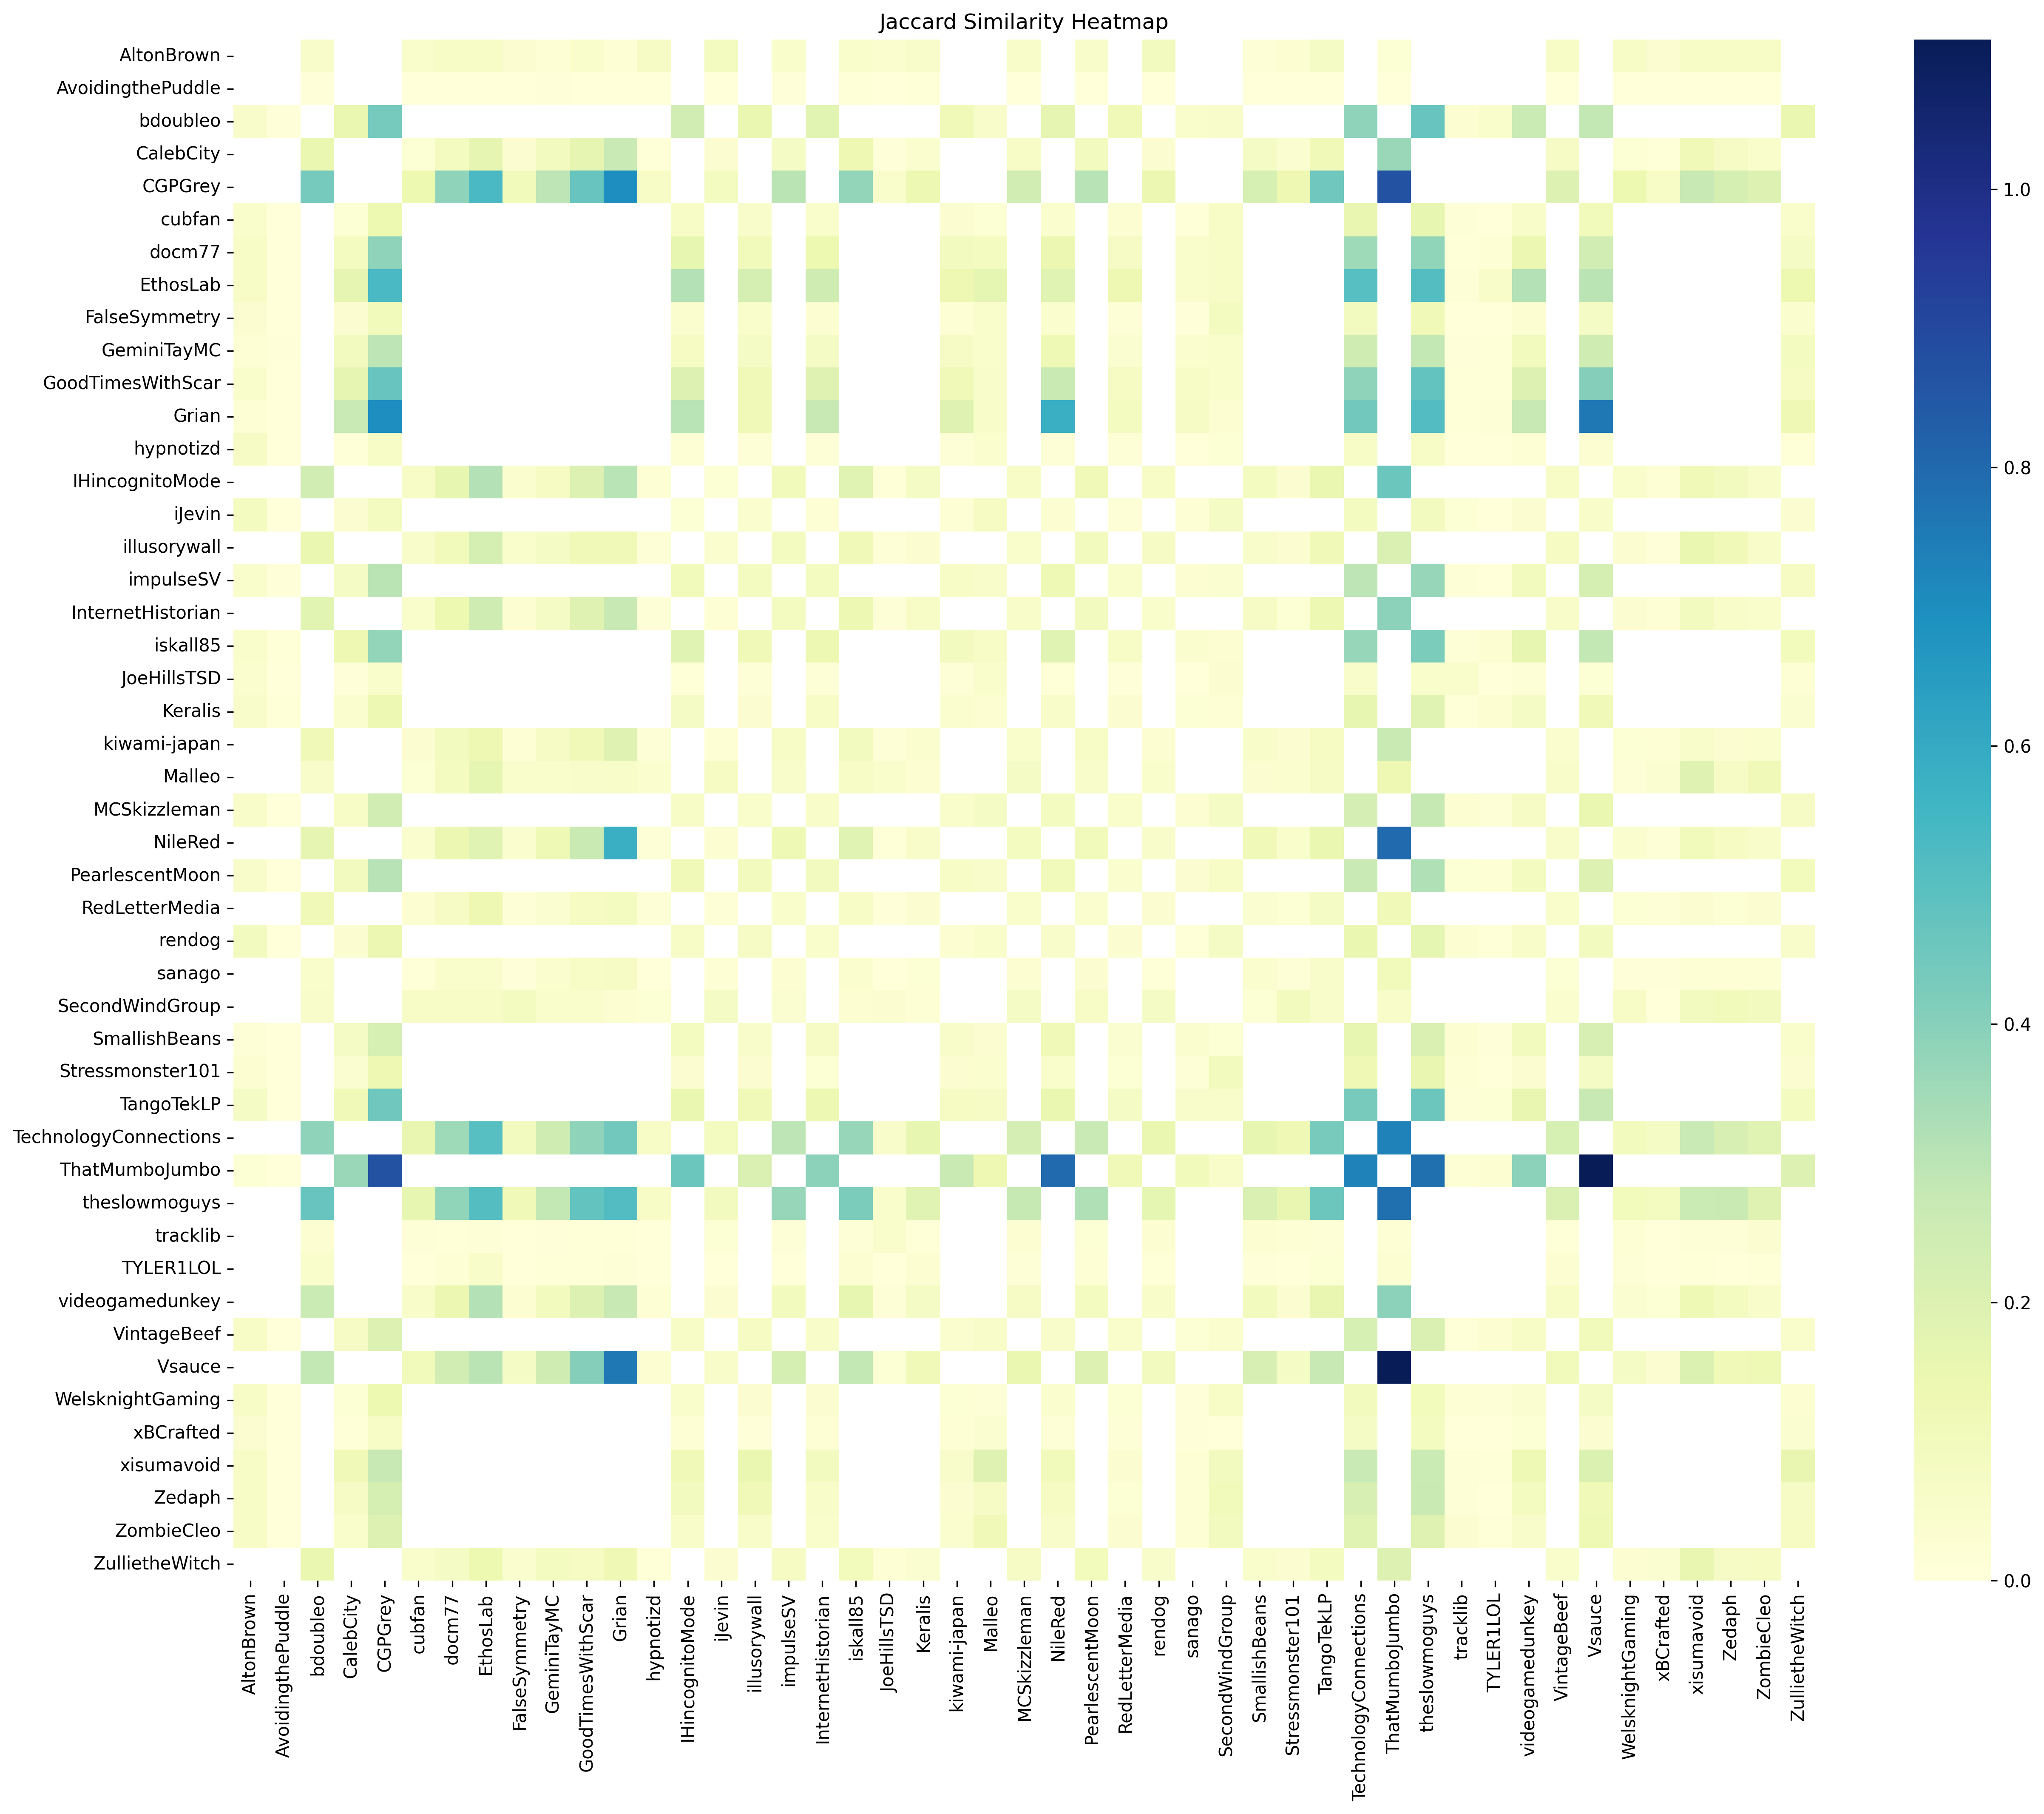 Jaccard Similarity Heatmap
AltonBrown
AvoidingthePuddle
bdoubleo
CalebCity
CGPGrey
cubfan
docm77
EthosLab
FalseSymmetry
GeminiTayMC
GoodTimesWithScar
Grian
hypnotizd
IHincognitoMode
iJevin
illusorywall
impulseSV
InternetHistorian
iskall85
JoeHillsTSD
Keralis
kiwami-japan
Malleo
MCSkizzleman
NileRed
PearlescentMoon
RedLetterMedia
rendog
sanago
SecondWindGroup
SmallishBeans
Stressmonster101
TangoTekLP
TechnologyConnections
ThatMumboJumbo
theslowmoguys
tracklib
TYLER1LOL
videogamedunkey
VintageBeef
Vsauce
WelsknightGaming
xBCrafted
xisumavoid
Zedaph
ZombieCleo
ZullietheWitch
AltonBrown
AvoidingthePuddle
bdoubleo
CalebCity
CGPGrey
cubfan
docm77
EthosLab
FalseSymmetry
GeminiTayMC
GoodTimesWithScar
Grian
hypnotizd
IHincognitoMode
iJevin
illusorywall
impulseSV
InternetHistorian
iskall85
JoeHillsTSD
Keralis
kiwami-japan
Malleo
MCSkizzleman
NileRed
PearlescentMoon
RedLetterMedia
rendog
sanago
SecondWindGroup
SmallishBeans
Stressmonster101
TangoTekLP
TechnologyConnections
ThatMumboJumbo
theslowmoguys
tracklib
TYLER1LOL
videogamedunkey
VintageBeef
Vsauce
WelsknightGaming
xBCrafted
xisumavoid
Zedaph
ZombieCleo
ZullietheWitch
1.0
0.8
0.6
0.4
0.2
0.0